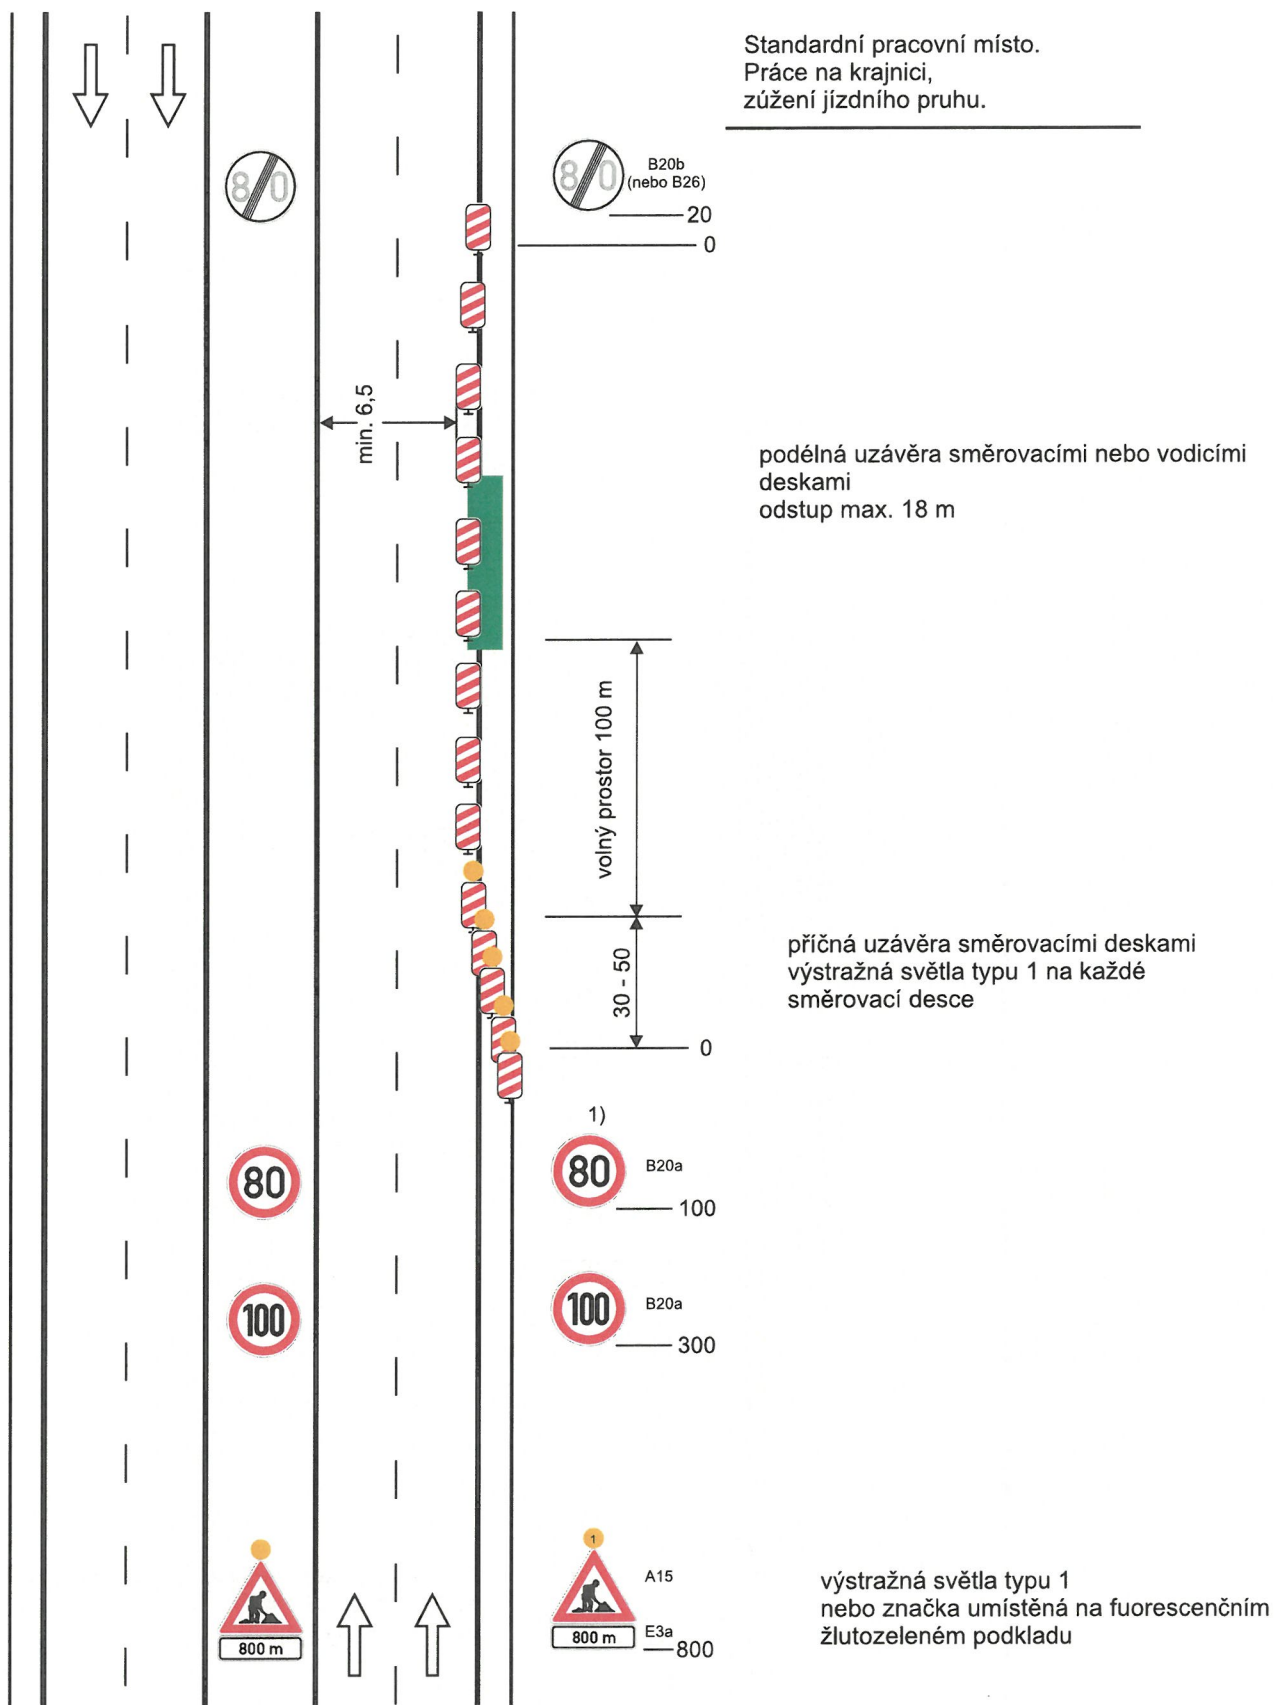 Standardní pracovní místo.
Práce na krajnici,
zúžení jízdního pruhu.
80
80
B20b
(nebo B26)
20
0
min. 6,5
podélná uzávěra směrovacími nebo vodicími
deskami
odstup max. 18 m
volný prostor 100 m
příčná uzávěra směrovacími deskami
výstražná světla typu 1 na každé
směrovací desce
30 - 50
0
1)
80
80
B20a
100
100
100
B20a
300
1
A15
výstražná světla typu 1
nebo značka umístěná na fluorescenčním
žlutozeleném podkladu
800 m
800 m
E3a
800